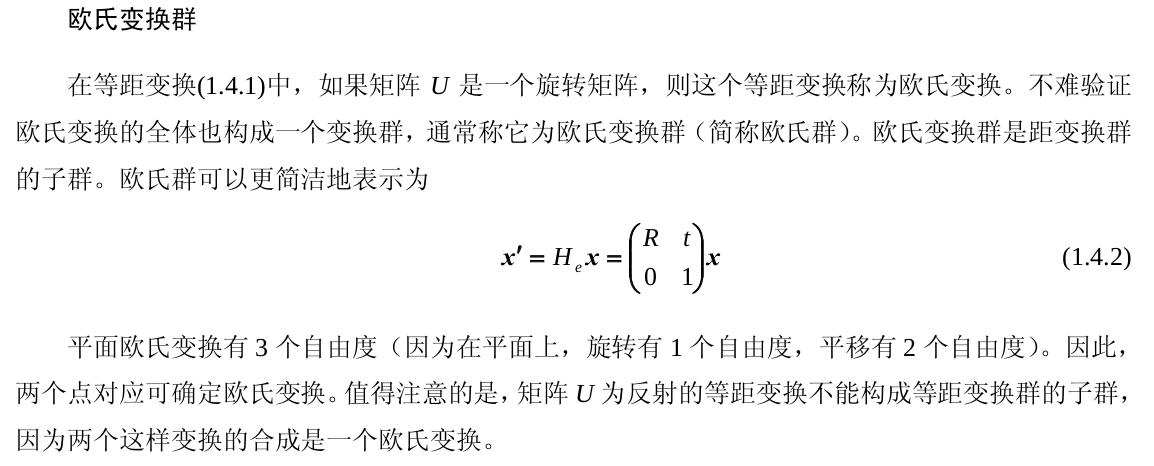 欧氏变换群
在等距变换(1.4.1)中，如果矩阵 U 是一个旋转矩阵，则这个等距变换称为欧氏变换。不难验证
欧氏变换的全体也构成一个变换群，通常称它为欧氏变换群（简称欧氏群）。欧氏变换群是距变换群
的子群。欧氏群可以更简洁地表示为
x′ = H_e x = (R t; 0 1) x (1.4.2)
平面欧氏变换有 3 个自由度（因为在平面上，旋转有 1 个自由度，平移有 2 个自由度）。因此，
两个点对应可确定欧氏变换。值得注意的是，矩阵 U 为反射的等距变换不能构成等距变换群的子群，
因为两个这样变换的合成是一个欧氏变换。